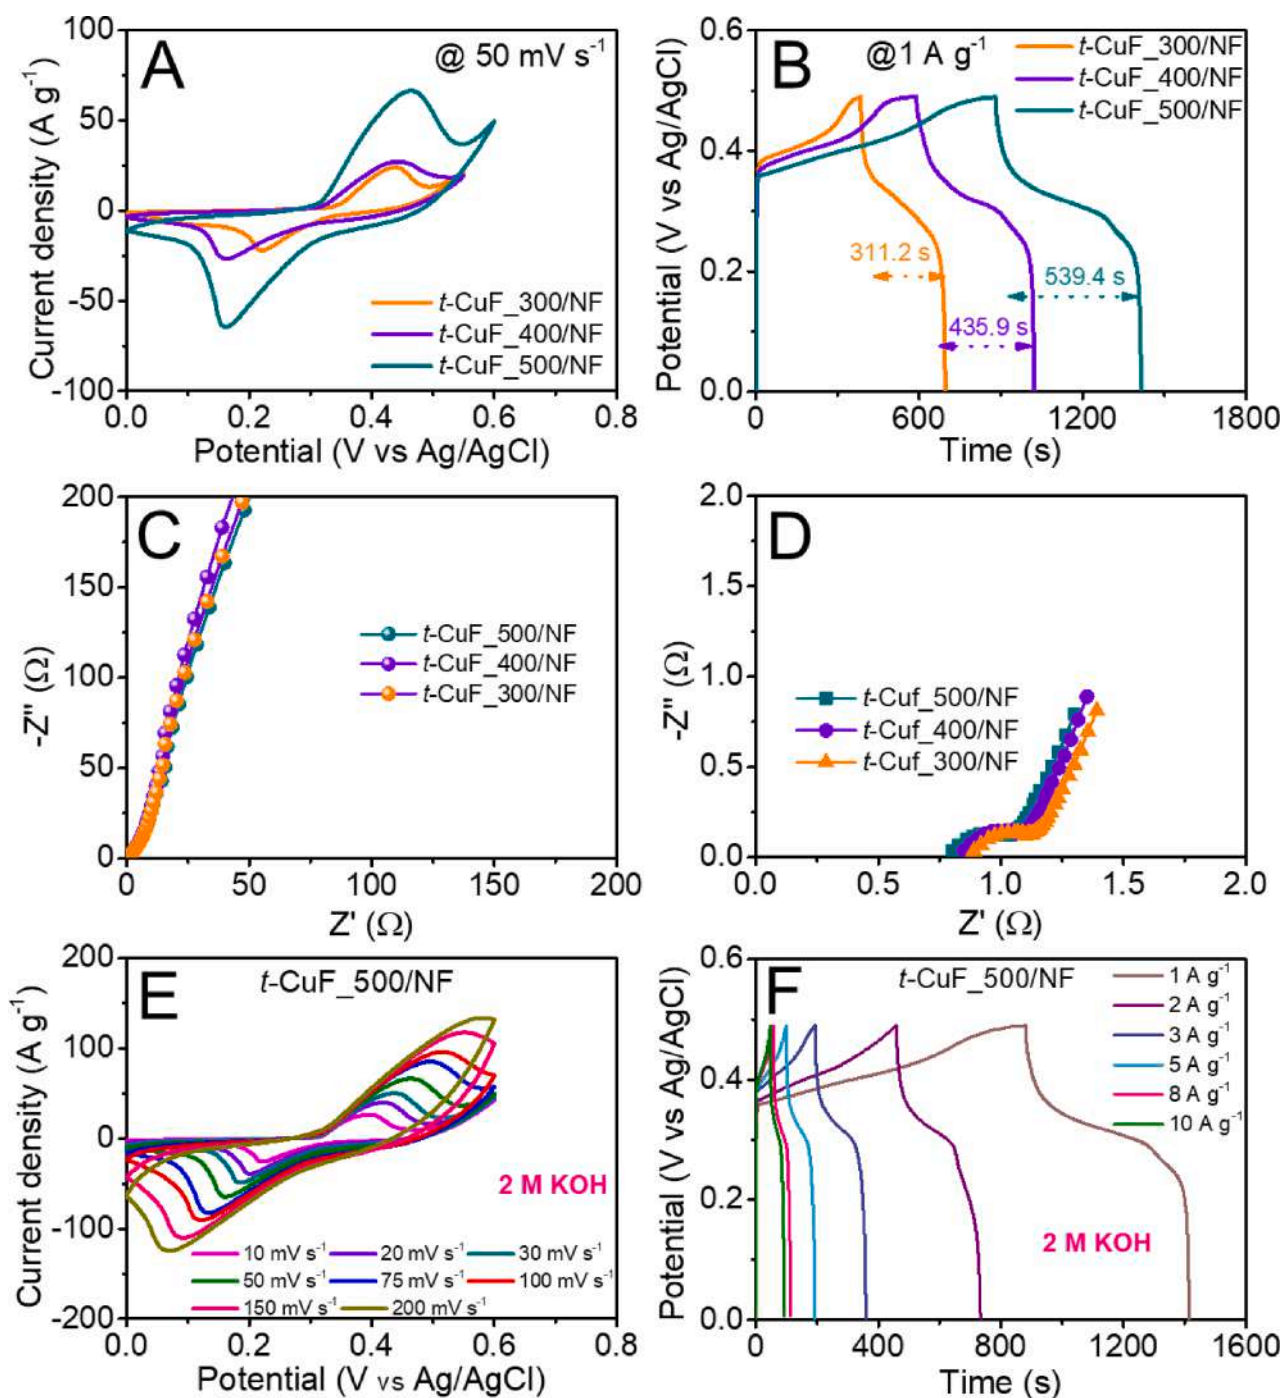 A
@ 50 mV s⁻¹
Current density (A g⁻¹)
100
50
0
-50
-100
t-CuF_300/NF
t-CuF_400/NF
t-CuF_500/NF
0.0 0.2 0.4 0.6 0.8
Potential (V vs Ag/AgCl)
B
@1 A g⁻¹
t-CuF_300/NF
t-CuF_400/NF
t-CuF_500/NF
Potential (V vs Ag/AgCl)
0.6
0.4
0.2
0.0
311.2 s
539.4 s
435.9 s
0 600 1200 1800
Time (s)
C
-Z" (Ω)
200
150
100
50
0
t-CuF_500/NF
t-CuF_400/NF
t-CuF_300/NF
0 50 100 150 200
Z' (Ω)
D
-Z" (Ω)
2.0
1.5
1.0
0.5
0.0
t-Cuf_500/NF
t-Cuf_400/NF
t-Cuf_300/NF
0.0 0.5 1.0 1.5 2.0
Z' (Ω)
E
t-CuF_500/NF
Current density (A g⁻¹)
200
100
0
-100
-200
2 M KOH
10 mV s⁻¹ 20 mV s⁻¹ 30 mV s⁻¹
50 mV s⁻¹ 75 mV s⁻¹ 100 mV s⁻¹
150 mV s⁻¹ 200 mV s⁻¹
0.0 0.2 0.4 0.6 0.8
Potential (V vs Ag/AgCl)
F
t-CuF_500/NF
1 A g⁻¹
2 A g⁻¹
3 A g⁻¹
5 A g⁻¹
8 A g⁻¹
10 A g⁻¹
Potential (V vs Ag/AgCl)
0.6
0.4
0.2
0.0
2 M KOH
0 400 800 1200 1600
Time (s)